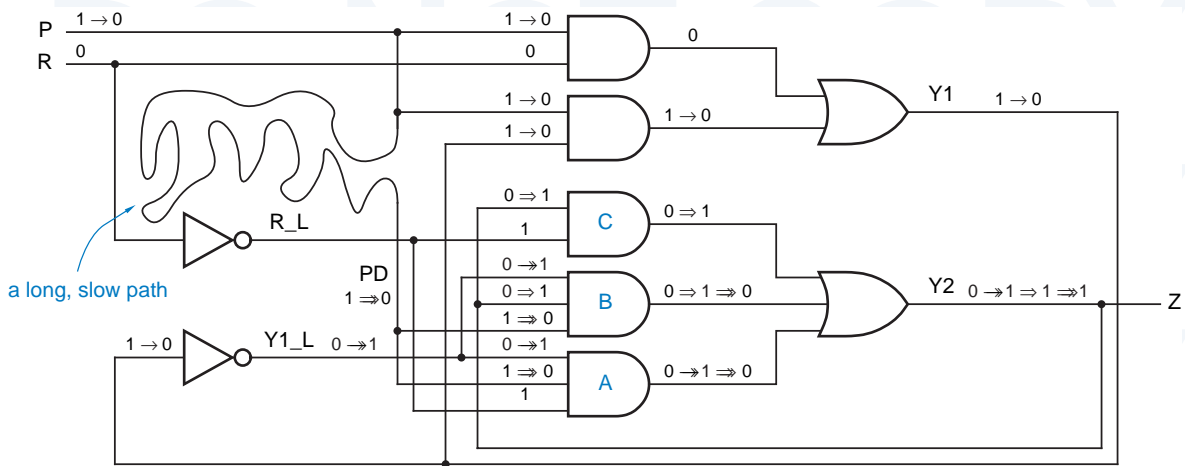 P 1 → 0 1 → 0
0
R 0 0
Y1 1 → 0
1 → 0
1 → 0
1 → 0
0 ⇒ 1 C 0 ⇒ 1
R_L 1
a long, slow path
PD
1 ⇛ 0
0 ↠ 1
0 ⇒ 1 B 0 ⇒ 1 ⇛ 0
1 ⇛ 0
Y2 0 ↠ 1 ⇒ 1 ⇛ 1
Z
1 → 0 Y1_L 0 ↠ 1 0 ↠ 1
1 ⇛ 0 A 0 ↠ 1 ⇛ 0
1